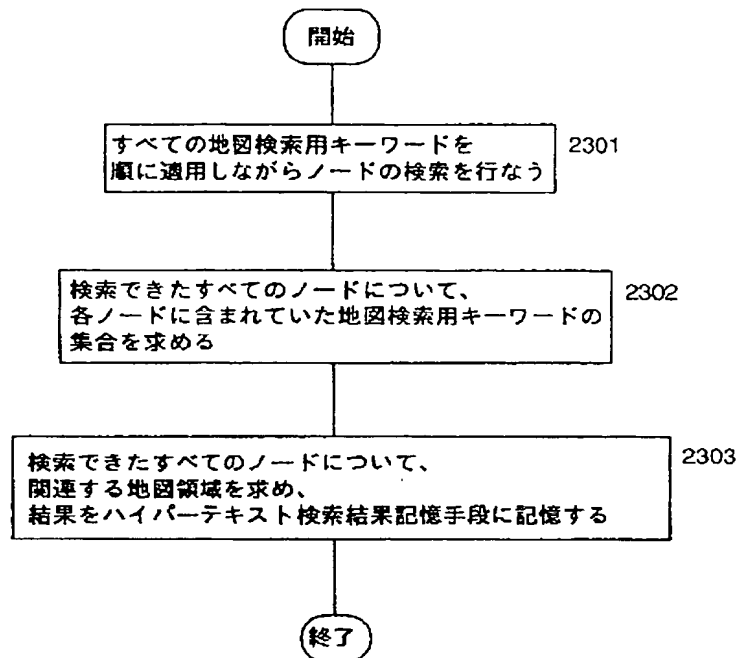 開始
すべての地図検索用キーワードを
順に適用しながらノードの検索を行なう
2301
検索できたすべてのノードについて、
各ノードに含まれていた地図検索用キーワードの
集合を求める
2302
検索できたすべてのノードについて、
関連する地図領域を求め、
結果をハイパーテキスト検索結果記憶手段に記憶する
2303
終了